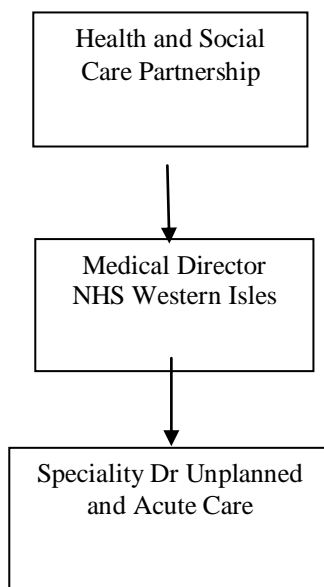 Health and Social
Care Partnership
Medical Director
NHS Western Isles
Speciality Dr Unplanned
and Acute Care